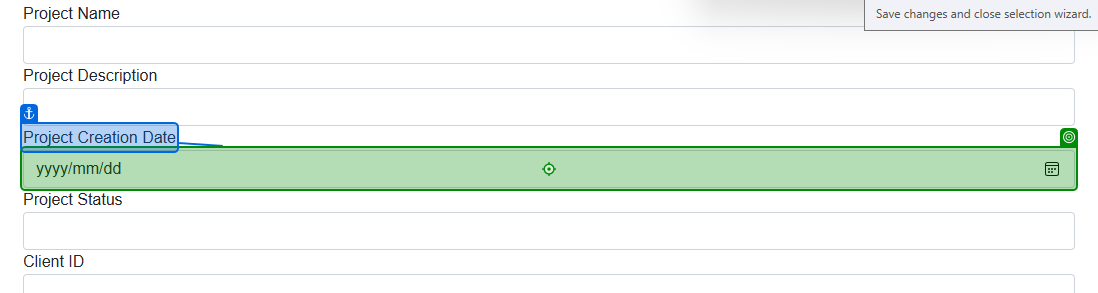 Project Name
Save changes and close selection wizard.
Project Description
Project Creation Date
yyyy/mm/dd
Project Status
Client ID